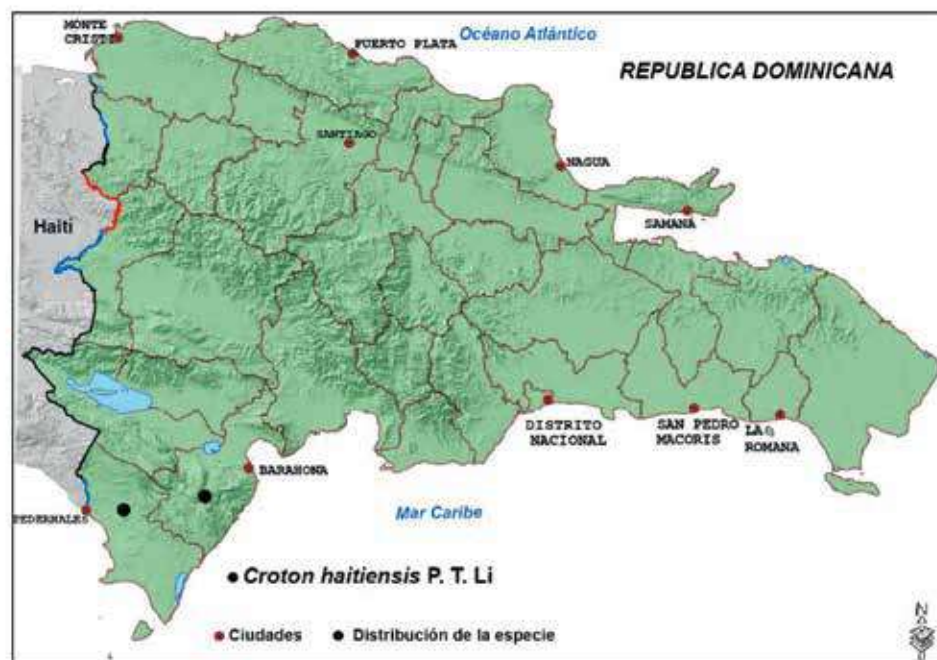 MONTE
CRISTI
Océano Atlántico
PUERTO PLATA
REPUBLICA DOMINICANA
SANTIAGO
NAGUA
SAMANA
Haití
DISTRITO
NACIONAL
SAN PEDRO
MACORIS
LA
ROMANA
BARAHONA
PEDERNALES
Mar Caribe
Croton haitiensis P. T. Li
Ciudades
Distribución de la especie
N